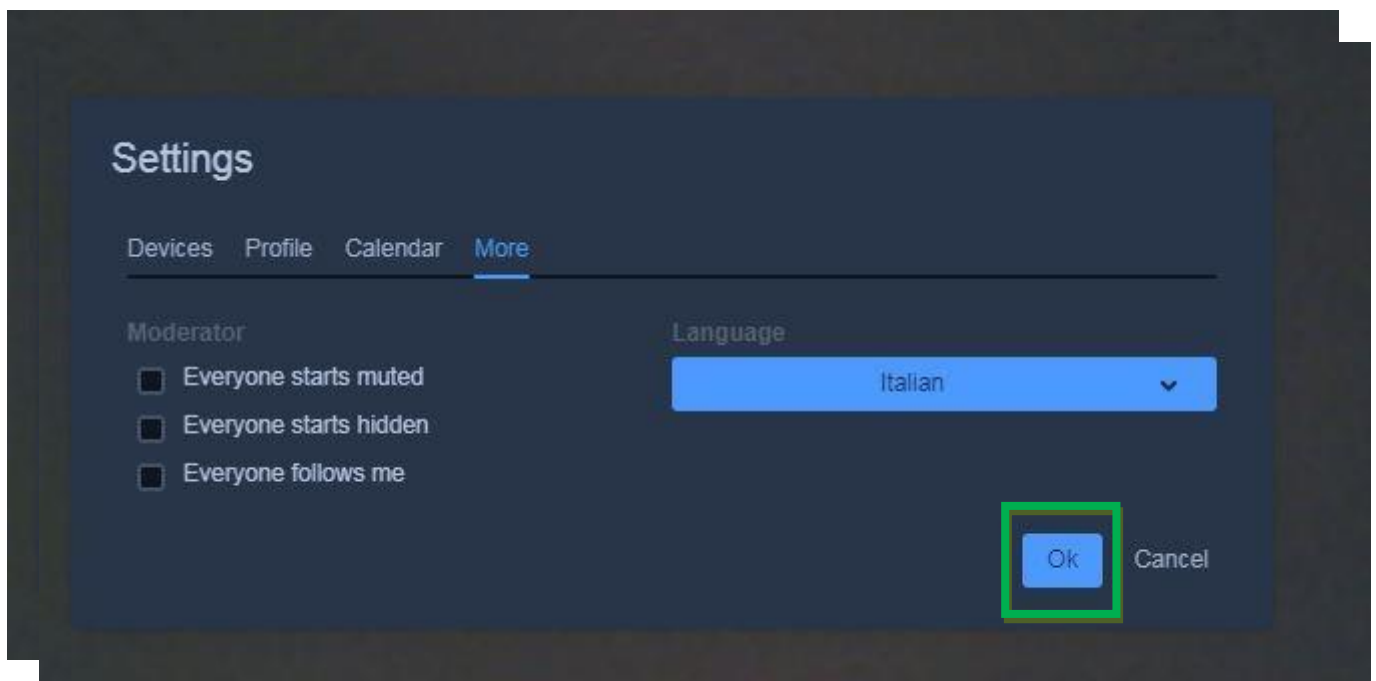 Settings
Devices Profile Calendar More
Moderator
Everyone starts muted
Everyone starts hidden
Everyone follows me
Language
Italian
Ok Cancel